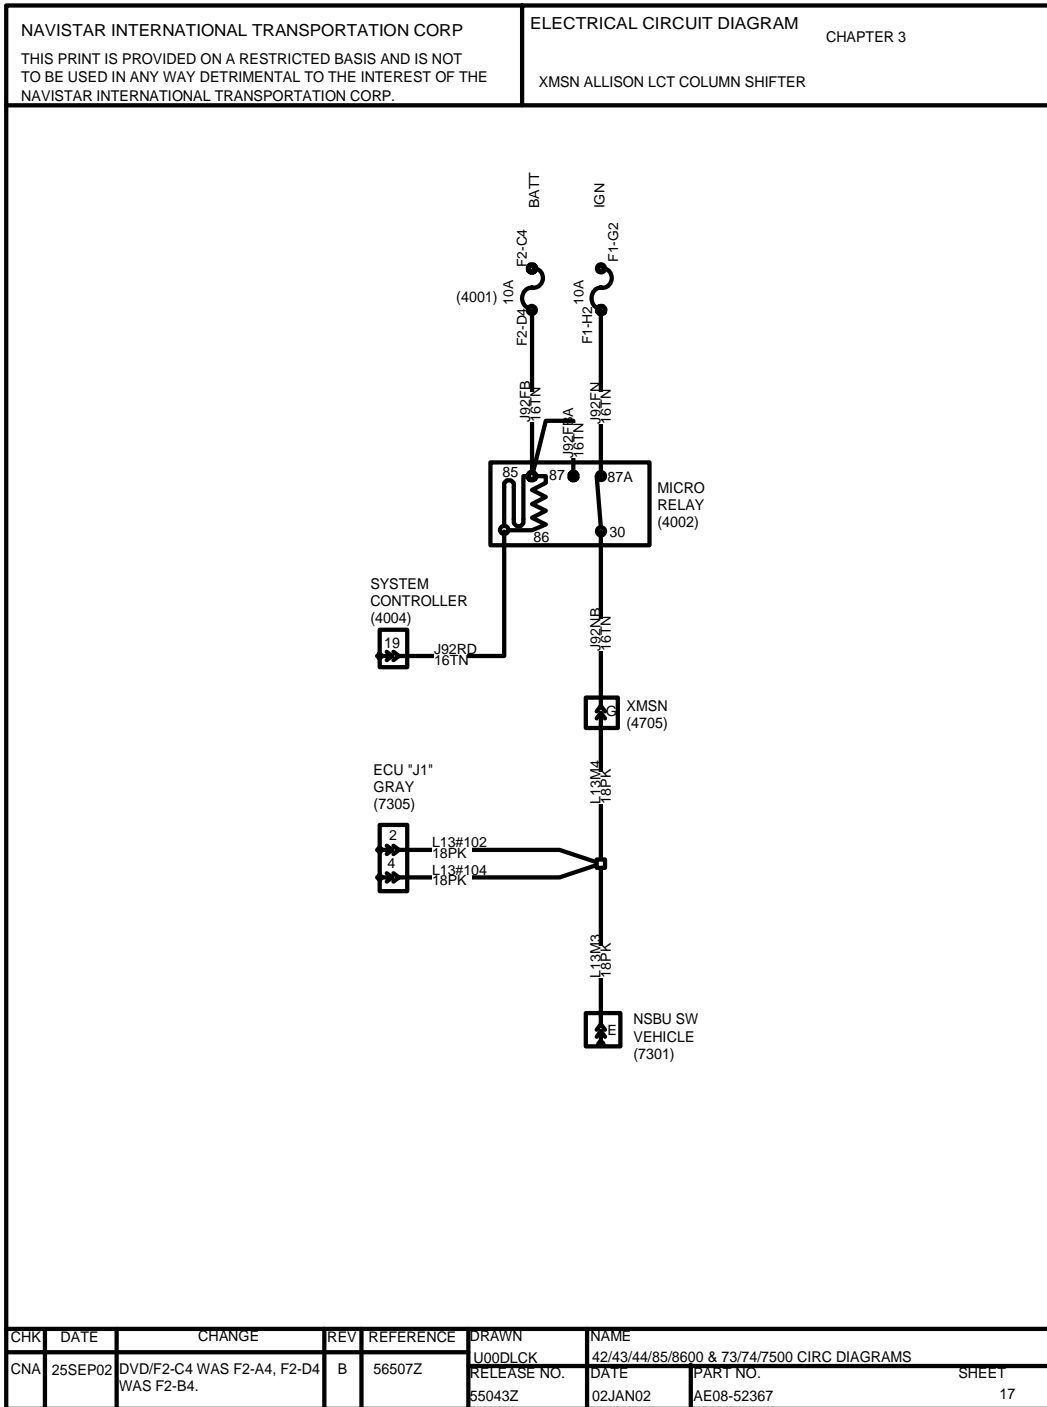 NAVISTAR INTERNATIONAL TRANSPORTATION CORP
THIS PRINT IS PROVIDED ON A RESTRICTED BASIS AND IS NOT
TO BE USED IN ANY WAY DETRIMENTAL TO THE INTEREST OF THE
NAVISTAR INTERNATIONAL TRANSPORTATION CORP.
ELECTRICAL CIRCUIT DIAGRAM
CHAPTER 3
XMSN ALLISON LCT COLUMN SHIFTER
BATT
IGN
F2-C4
F1-G2
(4001)
10A
10A
F2-D4
F1-H2
J92FB
16TN
J92FBA
16TN
J92FN
16TN
85
87
87A
86
30
MICRO
RELAY
(4002)
SYSTEM
CONTROLLER
(4004)
19
J92RD
16TN
J92NB
16TN
G
XMSN
(4705)
L13M4
18PK
ECU "J1"
GRAY
(7305)
2
L13#102
18PK
4
L13#104
18PK
L13M3
18PK
E
NSBU SW
VEHICLE
(7301)
CHK DATE CHANGE REV REFERENCE DRAWN NAME
CNA 25SEP02 DVD/F2-C4 WAS F2-A4, F2-D4
WAS F2-B4.
B 56507Z
U00DLCK
42/43/44/85/8600 & 73/74/7500 CIRC DIAGRAMS
RELEASE NO. DATE PART NO. SHEET
55043Z 02JAN02 AE08-52367 17